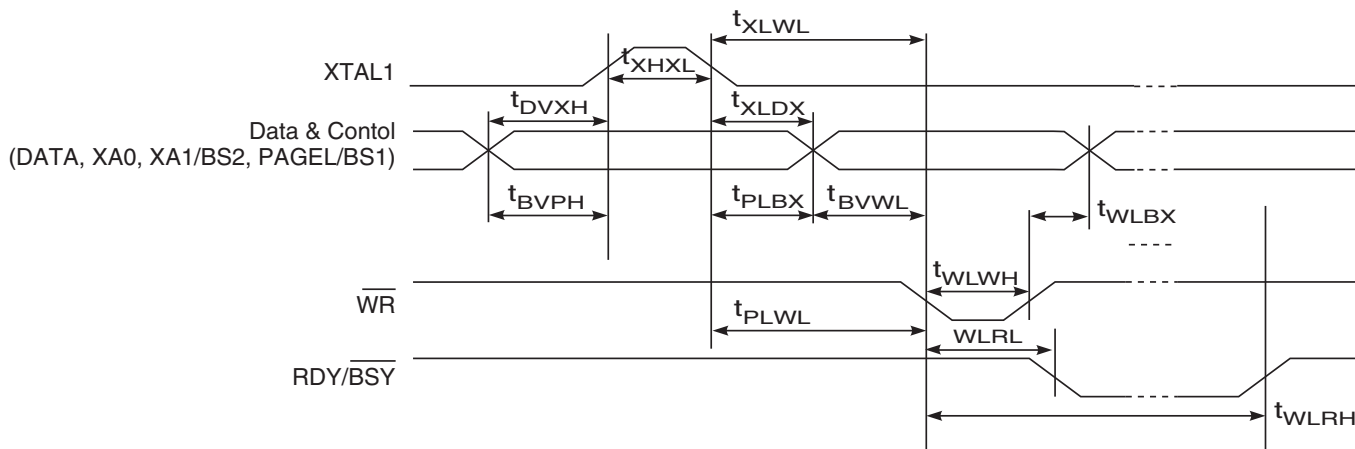 tXLWL
XTAL1
tXHXL
tDVXH
tXLDX
Data & Contol
(DATA, XA0, XA1/BS2, PAGEL/BS1)
tBVPH
tPLBX
tBVWL
tWLBX
WR
tWLWH
tPLWL
WLRL
RDY/BSY
tWLRH